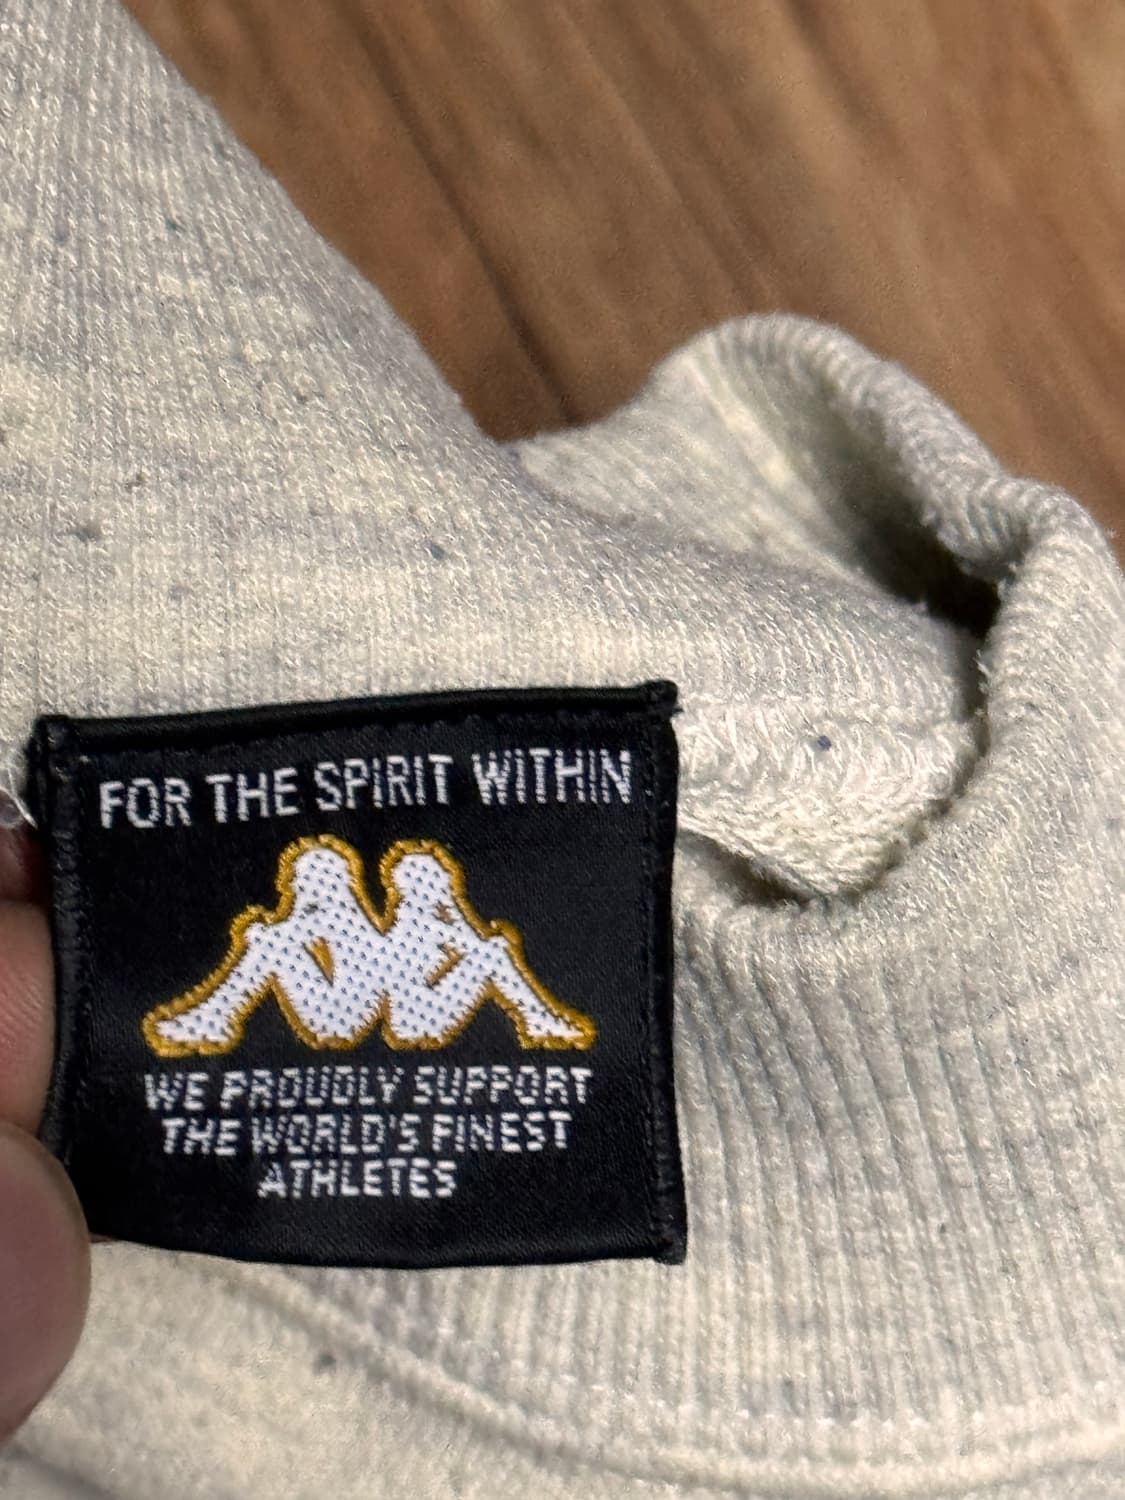 FOR THE SPIRIT WITHIN
WE PROUDLY SUPPORT
THE WORLD'S FINEST
ATHLETES